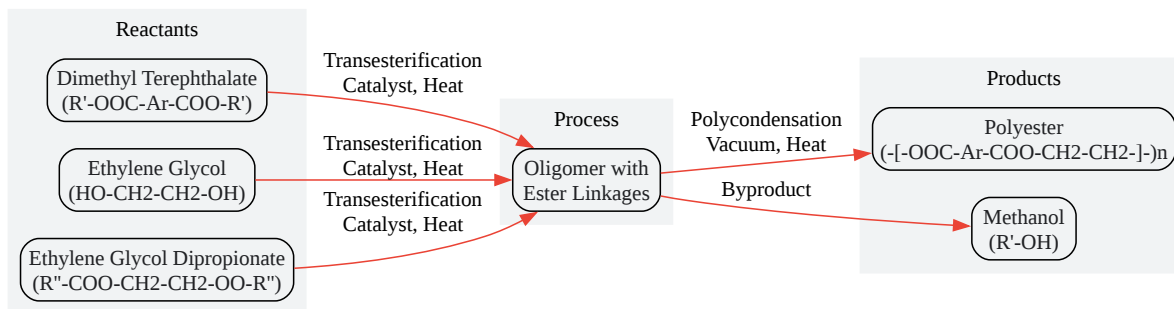 Reactants
Dimethyl Terephthalate
(R'-OOC-Ar-COO-R')
Ethylene Glycol
(HO-CH2-CH2-OH)
Ethylene Glycol Dipropionate
(R"-COO-CH2-CH2-OO-R")
Transesterification
Catalyst, Heat
Transesterification
Catalyst, Heat
Transesterification
Catalyst, Heat
Process
Oligomer with
Ester Linkages
Polycondensation
Vacuum, Heat
Byproduct
Products
Polyester
(-[-OOC-Ar-COO-CH2-CH2-]-)n
Methanol
(R'-OH)